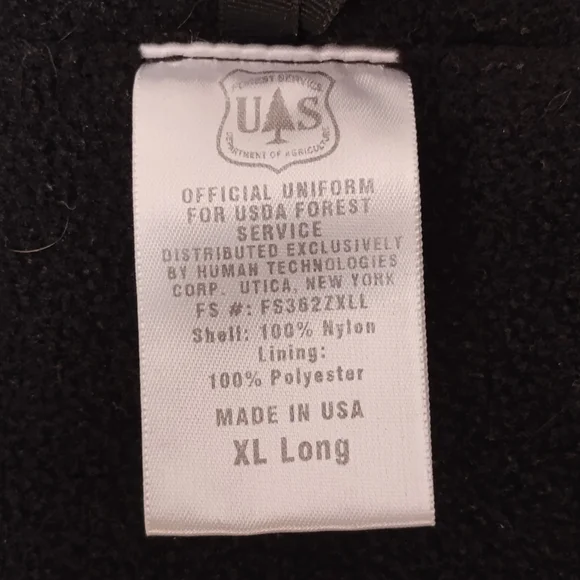 FOREST SERVICE
U S
DEPARTMENT OF AGRICULTURE
OFFICIAL UNIFORM
FOR USDA FOREST
SERVICE
DISTRIBUTED EXCLUSIVELY
BY HUMAN TECHNOLOGIES
CORP. UTICA, NEW YORK
FS #: FS362ZXLL
Shell: 100% Nylon
Lining:
100% Polyester
MADE IN USA
XL Long